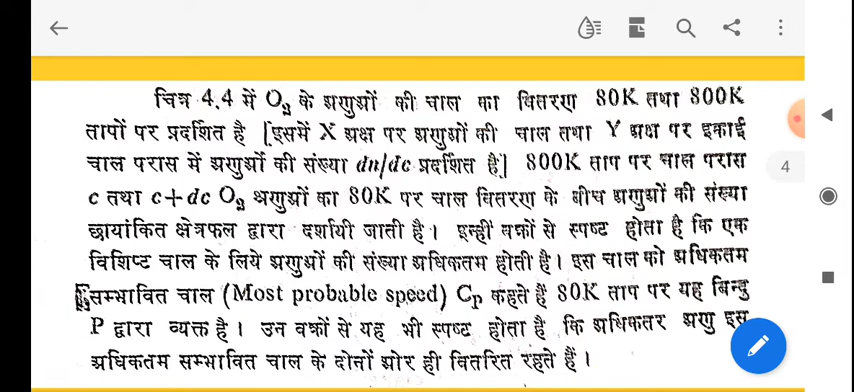 चित्र 4.4 में O₂ के अणुओं की चाल का वितरण 80K तथा 800K
तापों पर प्रदर्शित है [इसमें X अक्ष पर अणुओं की चाल तथा Y अक्ष पर इकाई
चाल परास में अणुओं की संख्या dn/dc प्रदर्शित है] 800K ताप पर चाल परास
c तथा c+dc O₂ अणुओं का 80K पर चाल वितरण के बीच अणुओं की संख्या
4
छायांकित क्षेत्रफल द्वारा दर्शायी जाती है। इन्हीं वक्रों से स्पष्ट होता है कि एक
विशिष्ट चाल के लिये अणुओं की संख्या अधिकतम होती है। इस चाल को अधिकतम
सम्भावित चाल (Most probable speed) Cp कहते हैं 80K ताप पर यह बिन्दु
P द्वारा व्यक्त है। उन वक्रों से यह भी स्पष्ट होता है कि अधिकतर अणु इस
अधिकतम सम्भावित चाल के दोनों ओर ही वितरित रहते हैं।